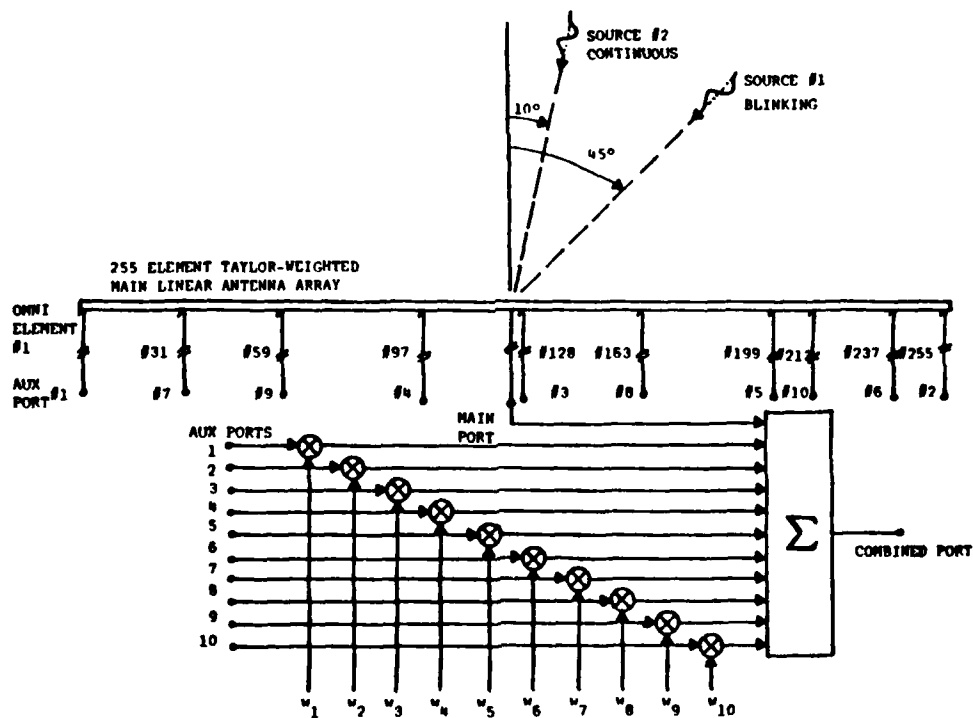 SOURCE #2
CONTINUOUS
SOURCE #1
BLINKING
10°
45°
255 ELEMENT TAYLOR-WEIGHTED
MAIN LINEAR ANTENNA ARRAY
OMNI
ELEMENT
#1 #31 #59 #97 #128 #163 #199 #217 #237 #255
AUX
PORT #1 #7 #9 #4 #3 #8 #5 #10 #6 #2
MAIN
PORT
AUX PORTS
1
2
3
4
5
6
7
8
9
10
Σ
COMBINED PORT
w1 w2 w3 w4 w5 w6 w7 w8 w9 w10